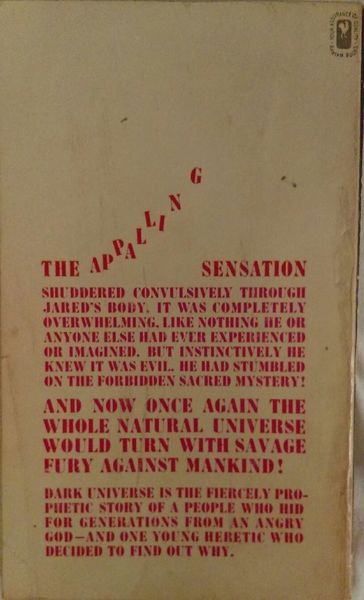 THE APPALLING SENSATION
SHUDDERED CONVULSIVELY THROUGH
JARED'S BODY. IT WAS COMPLETELY
OVERWHELMING, LIKE NOTHING HE OR
ANYONE ELSE HAD EVER EXPERIENCED
OR IMAGINED. BUT INSTINCTIVELY HE
KNEW IT WAS EVIL. HE HAD STUMBLED
ON THE FORBIDDEN SACRED MYSTERY!
AND NOW ONCE AGAIN THE
WHOLE NATURAL UNIVERSE
WOULD TURN WITH SAVAGE
FURY AGAINST MANKIND!
DARK UNIVERSE IS THE FIERCELY PRO-
PHETIC STORY OF A PEOPLE WHO HID
FOR GENERATIONS FROM AN ANGRY
GOD—AND ONE YOUNG HERETIC WHO
DECIDED TO FIND OUT WHY.